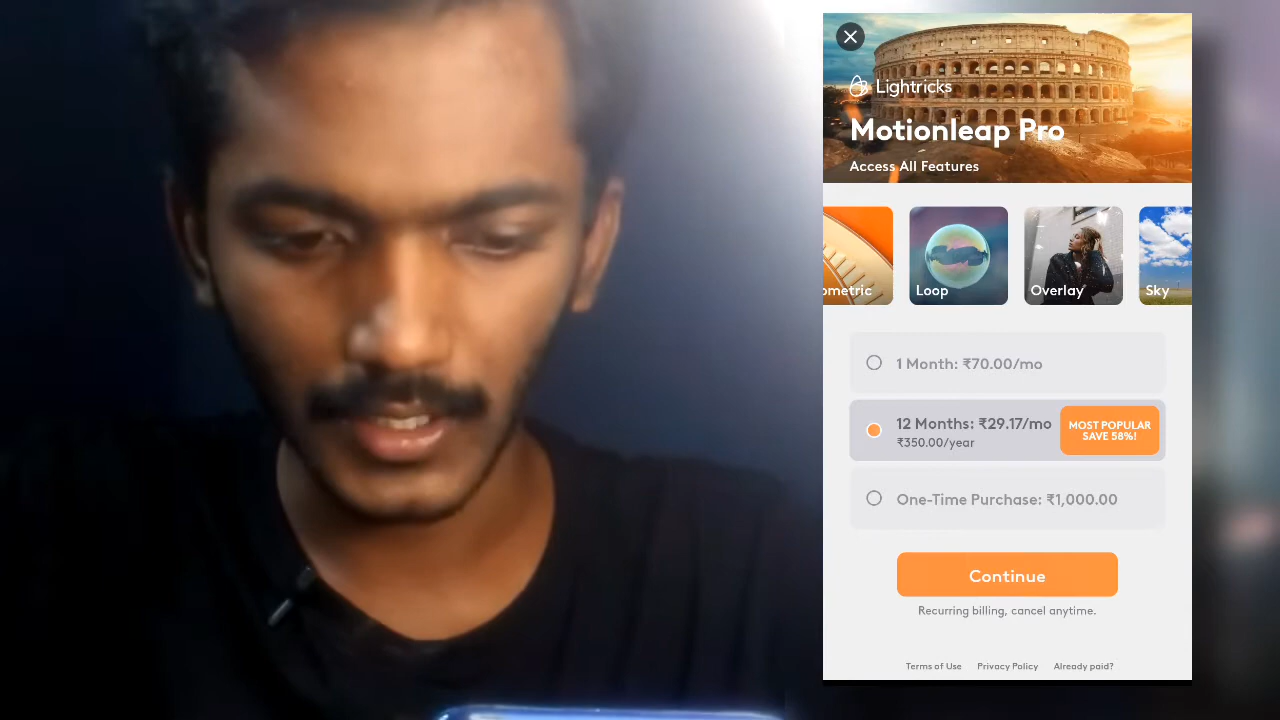 Lightricks
Motionleap Pro
Access All Features
ometric
Loop
Overlay
Sky
1 Month: ₹70.00/mo
12 Months: ₹29.17/mo
₹350.00/year
MOST POPULAR
SAVE 58%!
One-Time Purchase: ₹1,000.00
Continue
Recurring billing, cancel anytime.
Terms of Use Privacy Policy Already paid?